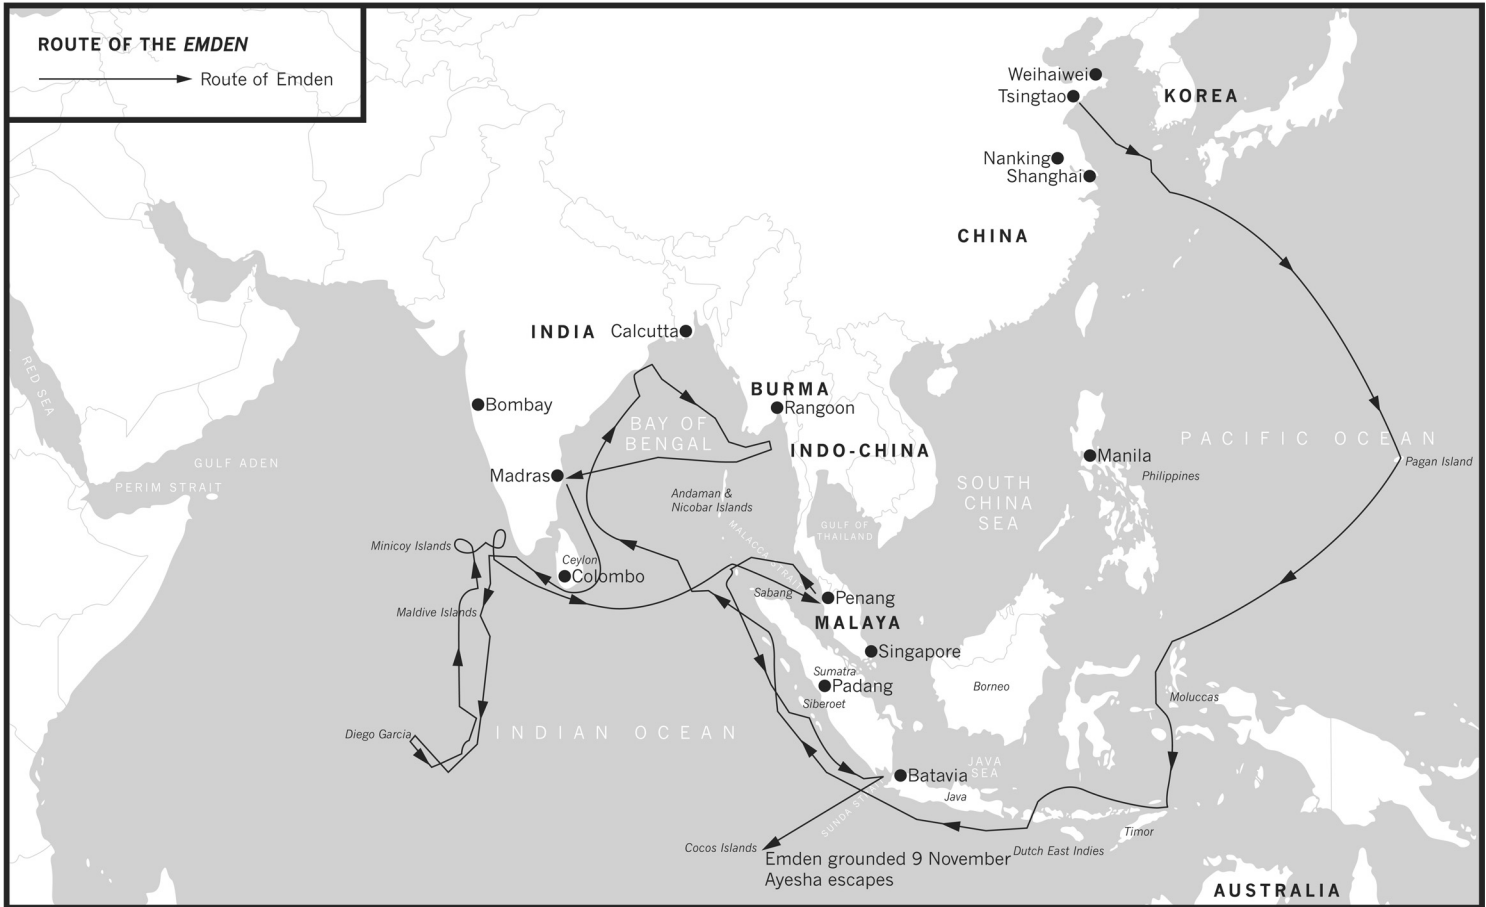 ROUTE OF THE EMDEN
Route of Emden
Weihaiwei
Tsingtao
KOREA
Nanking
Shanghai
CHINA
INDIA
Calcutta
RED SEA
Bombay
BURMA
Rangoon
BAY OF
BENGAL
INDO-CHINA
PACIFIC OCEAN
Manila
Philippines
Pagan Island
GULF ADEN
PERIM STRAIT
Madras
Andaman &
Nicobar Islands
SOUTH
CHINA
SEA
GULF OF
THAILAND
MALACCA STRAIT
Minicoy Islands
Ceylon
Colombo
Maldive Islands
Sabang
Penang
MALAYA
Singapore
Sumatra
Padang
Siberoet
Borneo
Moluccas
Diego Garcia
INDIAN OCEAN
JAVA
SEA
Batavia
Java
SUNDA STRAIT
Timor
Dutch East Indies
Cocos Islands
Emden grounded 9 November
Ayesha escapes
AUSTRALIA